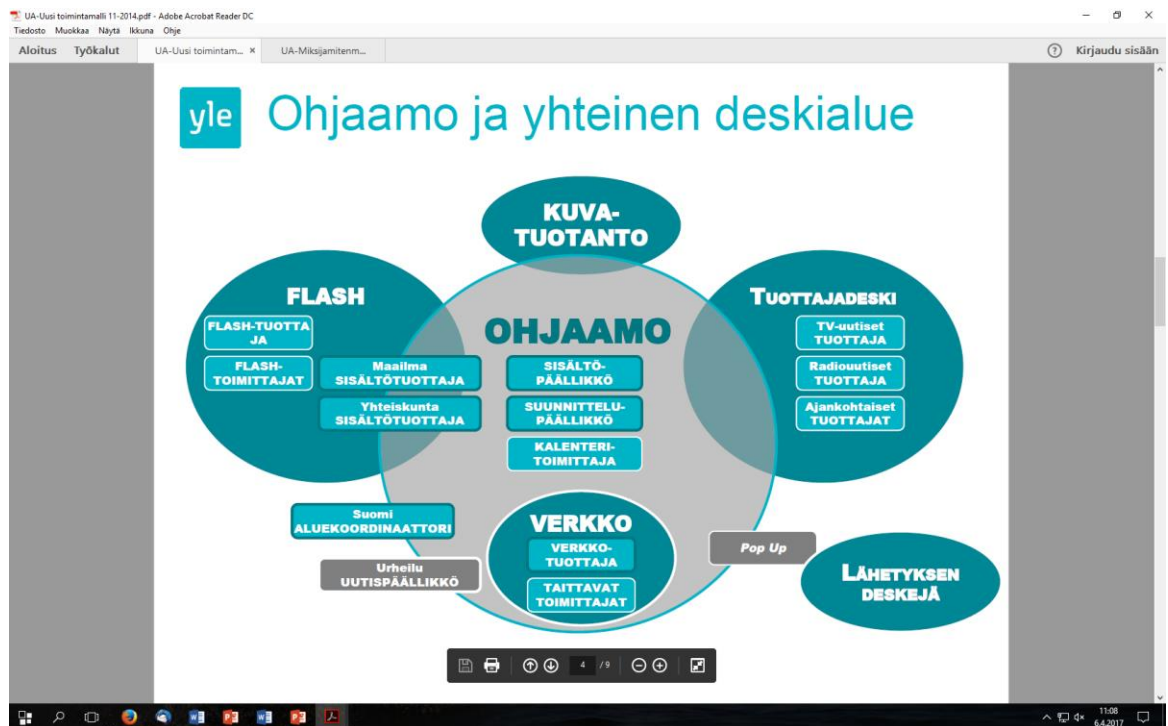 UA-Uusi toimintamalli 11-2014.pdf - Adobe Acrobat Reader DC
Tiedosto Muokkaa Näytä Ikkuna Ohje
Aloitus Työkalut UA-Uusi toimintam... × UA-Miksijamitenm... ? Kirjaudu sisään
yle Ohjaamo ja yhteinen deskialue
KUVA-
TUOTANTO
FLASH
FLASH-TUOTTA
JA
FLASH-
TOIMITTAJAT
Maailma
SISÄLTÖTUOTTAJA
Yhteiskunta
SISÄLTÖTUOTTAJA
OHJAAMO
SISÄLTÖ-
PÄÄLLIKKÖ
SUUNNITTELU-
PÄÄLLIKKÖ
KALENTERI-
TOIMITTAJA
TUOTTAJADESKI
TV-uutiset
TUOTTAJA
Radiouutiset
TUOTTAJA
Ajankohtaiset
TUOTTAJAT
Suomi
ALUEKOORDINAATTORI
Urheilu
UUTISPÄÄLLIKKÖ
VERKKO
VERKKO-
TUOTTAJA
TAITTAVAT
TOIMITTAJAT
Pop Up
LÄHETYKSEN
DESKEJÄ
4 / 9
11:08
6.4.2017